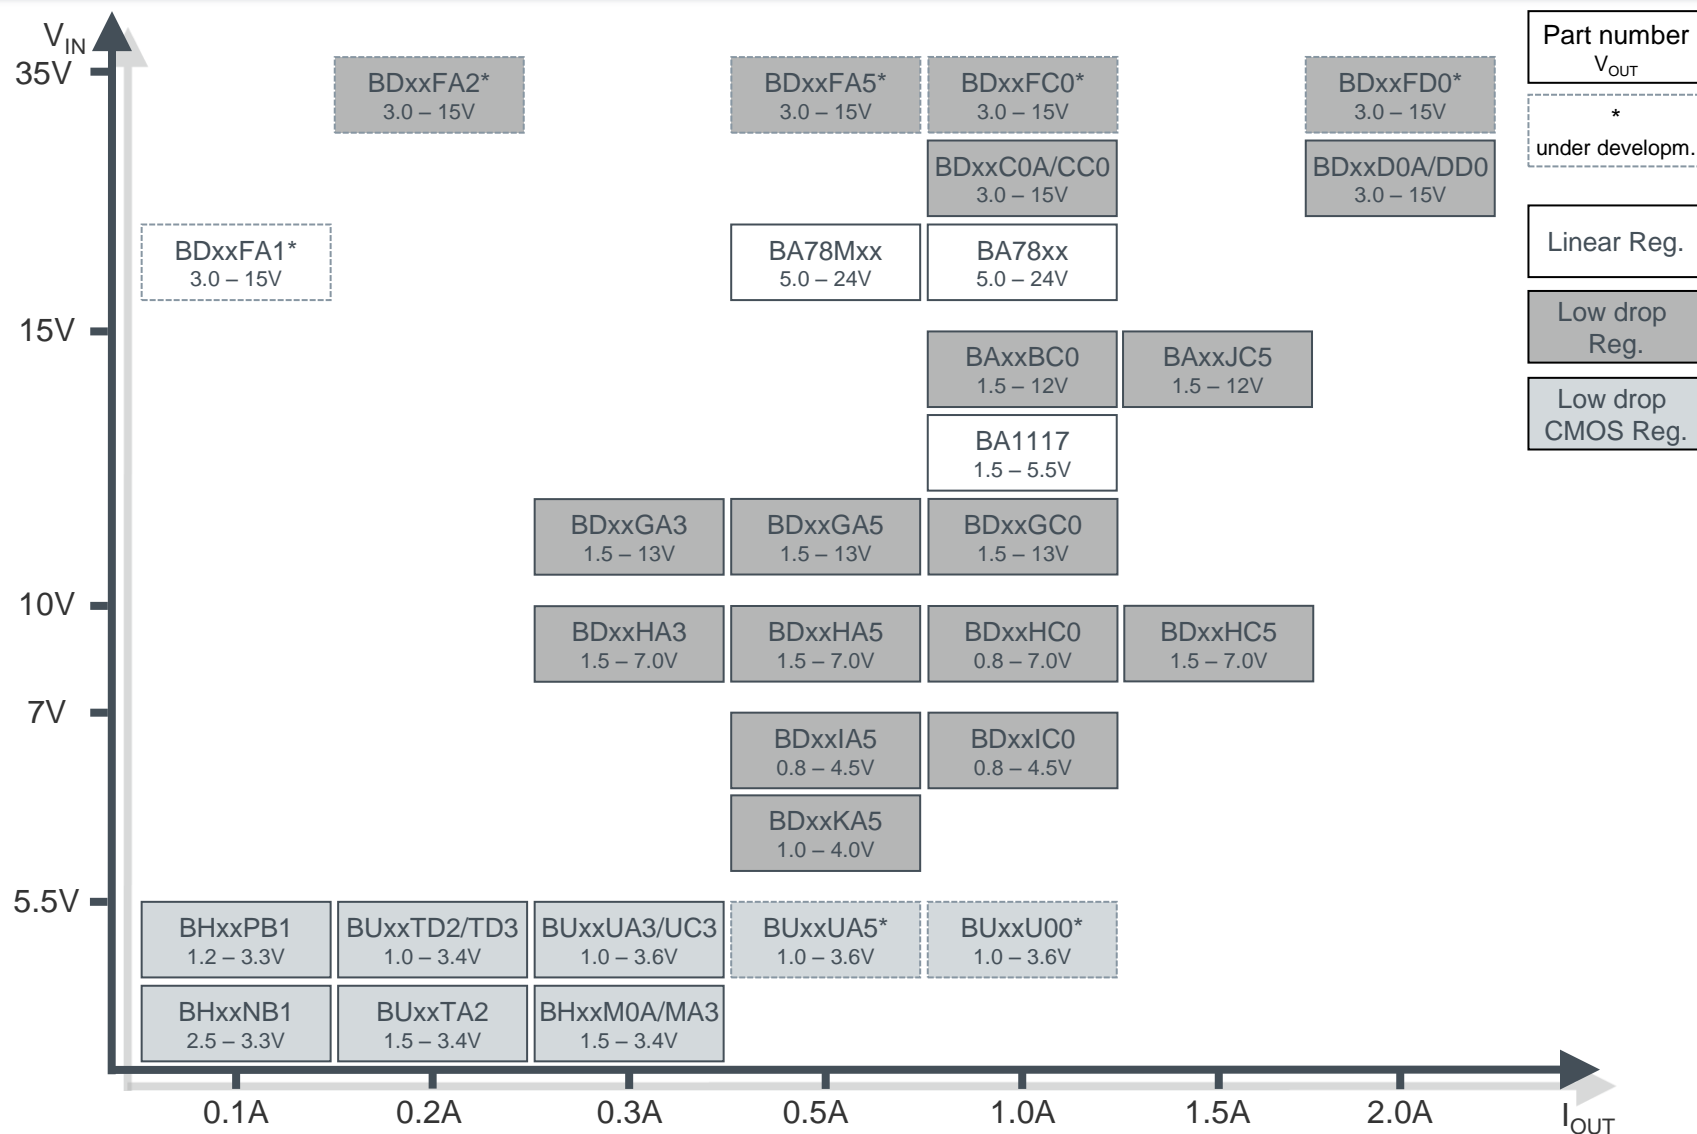 V_IN
35V
BDxxFA2*
3.0 – 15V
BDxxFA5*
3.0 – 15V
BDxxFC0*
3.0 – 15V
BDxxFD0*
3.0 – 15V
BDxxC0A/CC0
3.0 – 15V
BDxxD0A/DD0
3.0 – 15V
BDxxFA1*
3.0 – 15V
BA78Mxx
5.0 – 24V
BA78xx
5.0 – 24V
15V
BAxxBC0
1.5 – 12V
BAxxJC5
1.5 – 12V
BA1117
1.5 – 5.5V
BDxxGA3
1.5 – 13V
BDxxGA5
1.5 – 13V
BDxxGC0
1.5 – 13V
10V
BDxxHA3
1.5 – 7.0V
BDxxHA5
1.5 – 7.0V
BDxxHC0
0.8 – 7.0V
BDxxHC5
1.5 – 7.0V
7V
BDxxIA5
0.8 – 4.5V
BDxxIC0
0.8 – 4.5V
BDxxKA5
1.0 – 4.0V
5.5V
BHxxPB1
1.2 – 3.3V
BUxxTD2/TD3
1.0 – 3.4V
BUxxUA3/UC3
1.0 – 3.6V
BUxxUA5*
1.0 – 3.6V
BUxxU00*
1.0 – 3.6V
BHxxNB1
2.5 – 3.3V
BUxxTA2
1.5 – 3.4V
BHxxM0A/MA3
1.5 – 3.4V
0.1A
0.2A
0.3A
0.5A
1.0A
1.5A
2.0A
I_OUT
Part number
V_OUT
*
under developm.
Linear Reg.
Low drop
Reg.
Low drop
CMOS Reg.